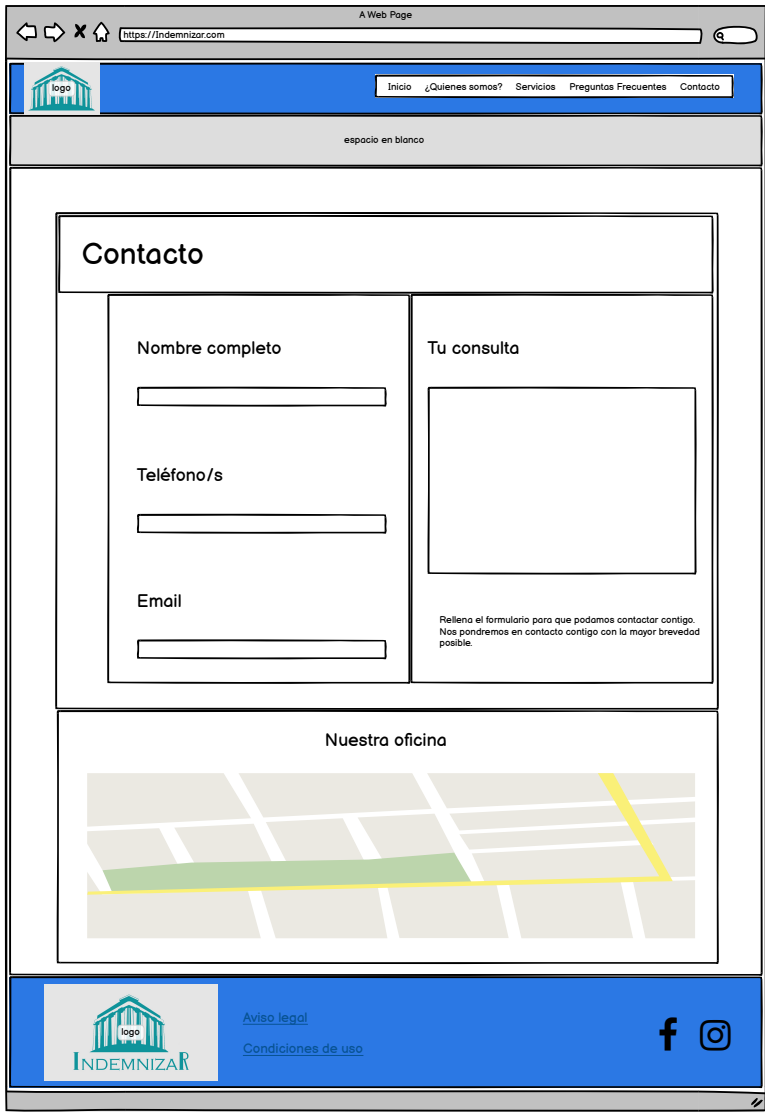 A Web Page
https://Indemnizar.com
logo
Inicio ¿Quienes somos? Servicios Preguntas Frecuentes Contacto
espacio en blanco
Contacto
Nombre completo
Tu consulta
Teléfono/s
Email
Rellena el formulario para que podamos contactar contigo.
Nos pondremos en contacto contigo con la mayor brevedad
posible.
Nuestra oficina
logo
INDEMNIZAR
Aviso legal
Condiciones de uso